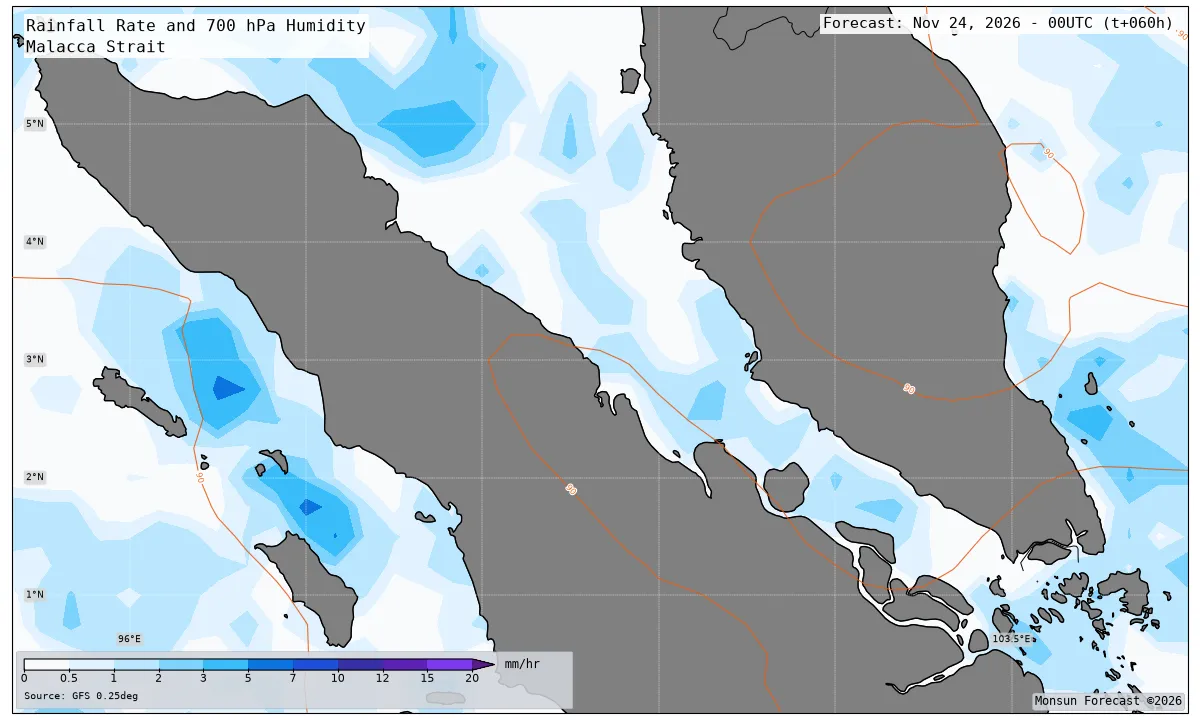 Rainfall Rate and 700 hPa Humidity
Malacca Strait
Forecast: Nov 24, 2026 - 00UTC (t+060h)
90
5°N
90
4°N
3°N
90
2°N
90
90
1°N
96°E
103.5°E
mm/hr
0 0.5 1 2 3 5 7 10 12 15 20
Source: GFS 0.25deg
Monsun Forecast ©2026